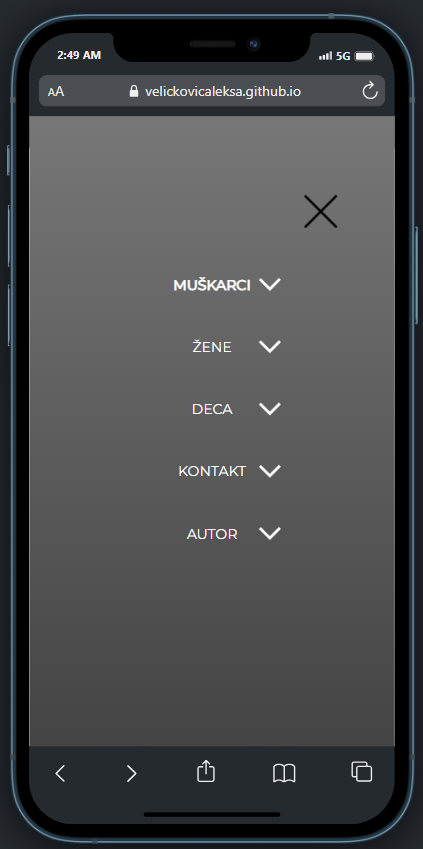 2:49 AM 5G
AA velickovicaleksa.github.io
MUŠKARCI
ŽENE
DECA
KONTAKT
AUTOR